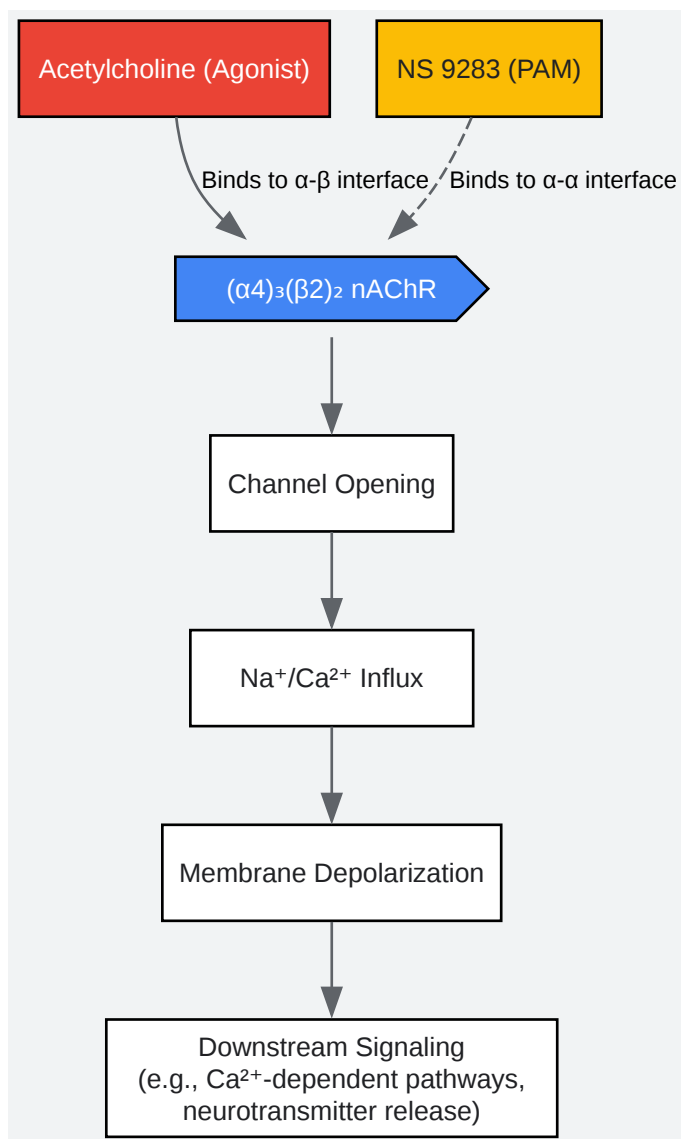 Acetylcholine (Agonist)
NS 9283 (PAM)
Binds to α-β interface
Binds to α-α interface
(α4)₃(β2)₂ nAChR
Channel Opening
Na⁺/Ca²⁺ Influx
Membrane Depolarization
Downstream Signaling
(e.g., Ca²⁺-dependent pathways,
neurotransmitter release)